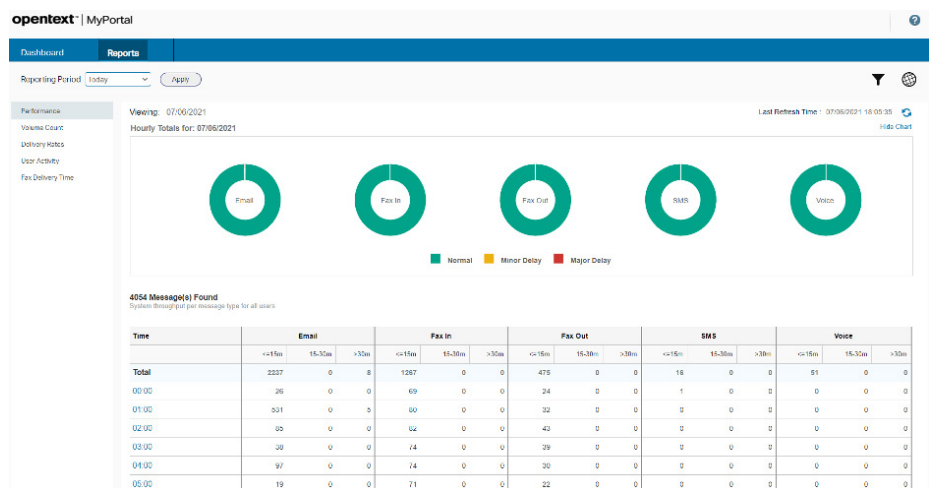 opentext™ | MyPortal
Dashboard Reports
Reporting Period Today Apply
Performance
Volume Count
Delivery Rates
User Activity
Fax Delivery Time
Viewing: 07/06/2021
Last Refresh Time : 07/06/2021 18:05:35
Hourly Totals for: 07/06/2021
Hide Chart
Email Fax In Fax Out SMS Voice
Normal Minor Delay Major Delay
4054 Message(s) Found
System throughput per message type for all users
Time Email Fax In Fax Out SMS Voice
<=15m 15-30m >30m <=15m 15-30m >30m <=15m 15-30m >30m <=15m 15-30m >30m <=15m 15-30m >30m
Total 2237 0 8 1267 0 0 475 0 0 16 0 0 51 0 0
00:00 26 0 0 69 0 0 24 0 0 1 0 0 0 0 0
01:00 531 0 5 80 0 0 32 0 0 0 0 0 0 0 0
02:00 85 0 0 82 0 0 43 0 0 0 0 0 0 0 0
03:00 38 0 0 74 0 0 39 0 0 0 0 0 0 0 0
04:00 97 0 0 74 0 0 30 0 0 0 0 0 0 0 0
05:00 19 0 0 71 0 0 22 0 0 0 0 0 0 0 0